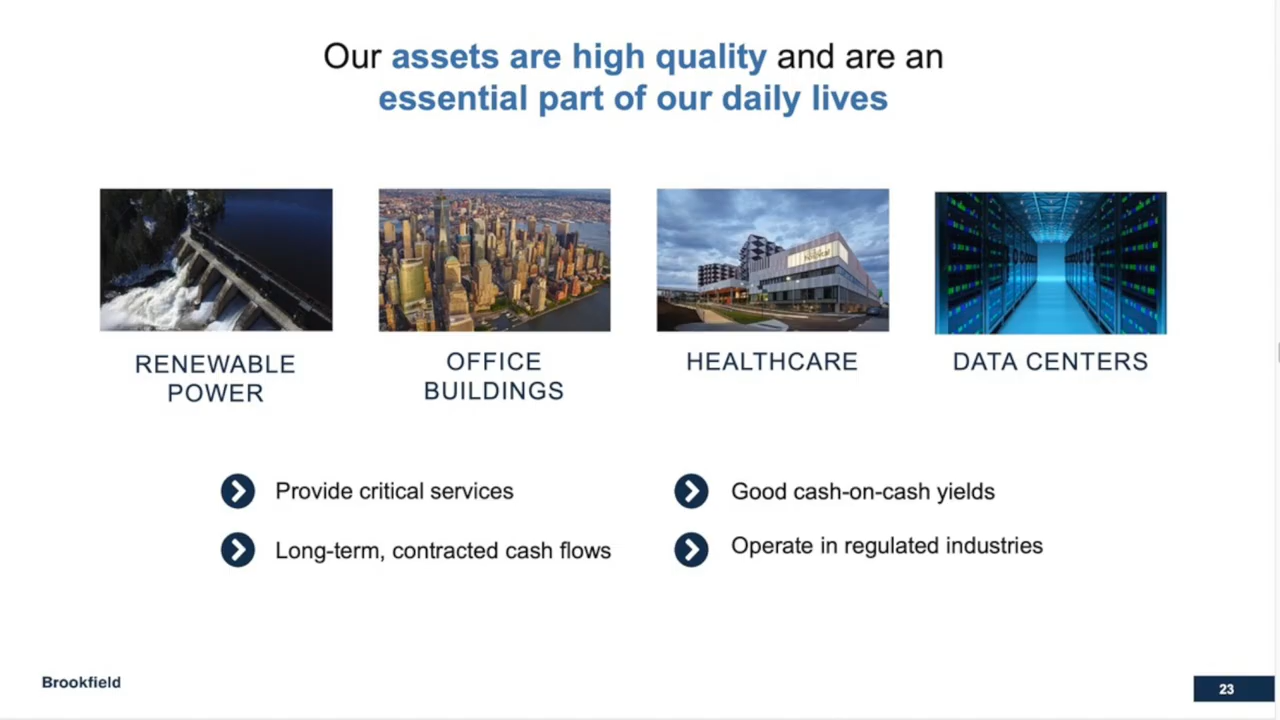 Our assets are high quality and are an
essential part of our daily lives
RENEWABLE
POWER
OFFICE
BUILDINGS
HEALTHCARE
DATA CENTERS
Provide critical services
Long-term, contracted cash flows
Good cash-on-cash yields
Operate in regulated industries
Brookfield
23